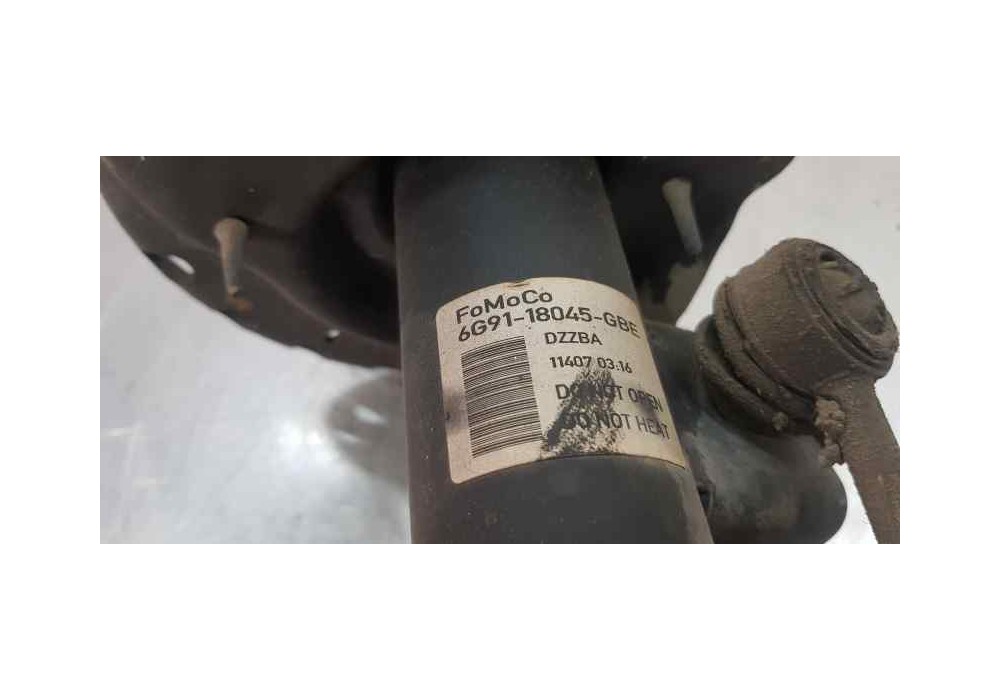 FoMoCo
6G91-18045-GBE
DZZBA
11407 03:16
DO NOT OPEN
DO NOT HEAT